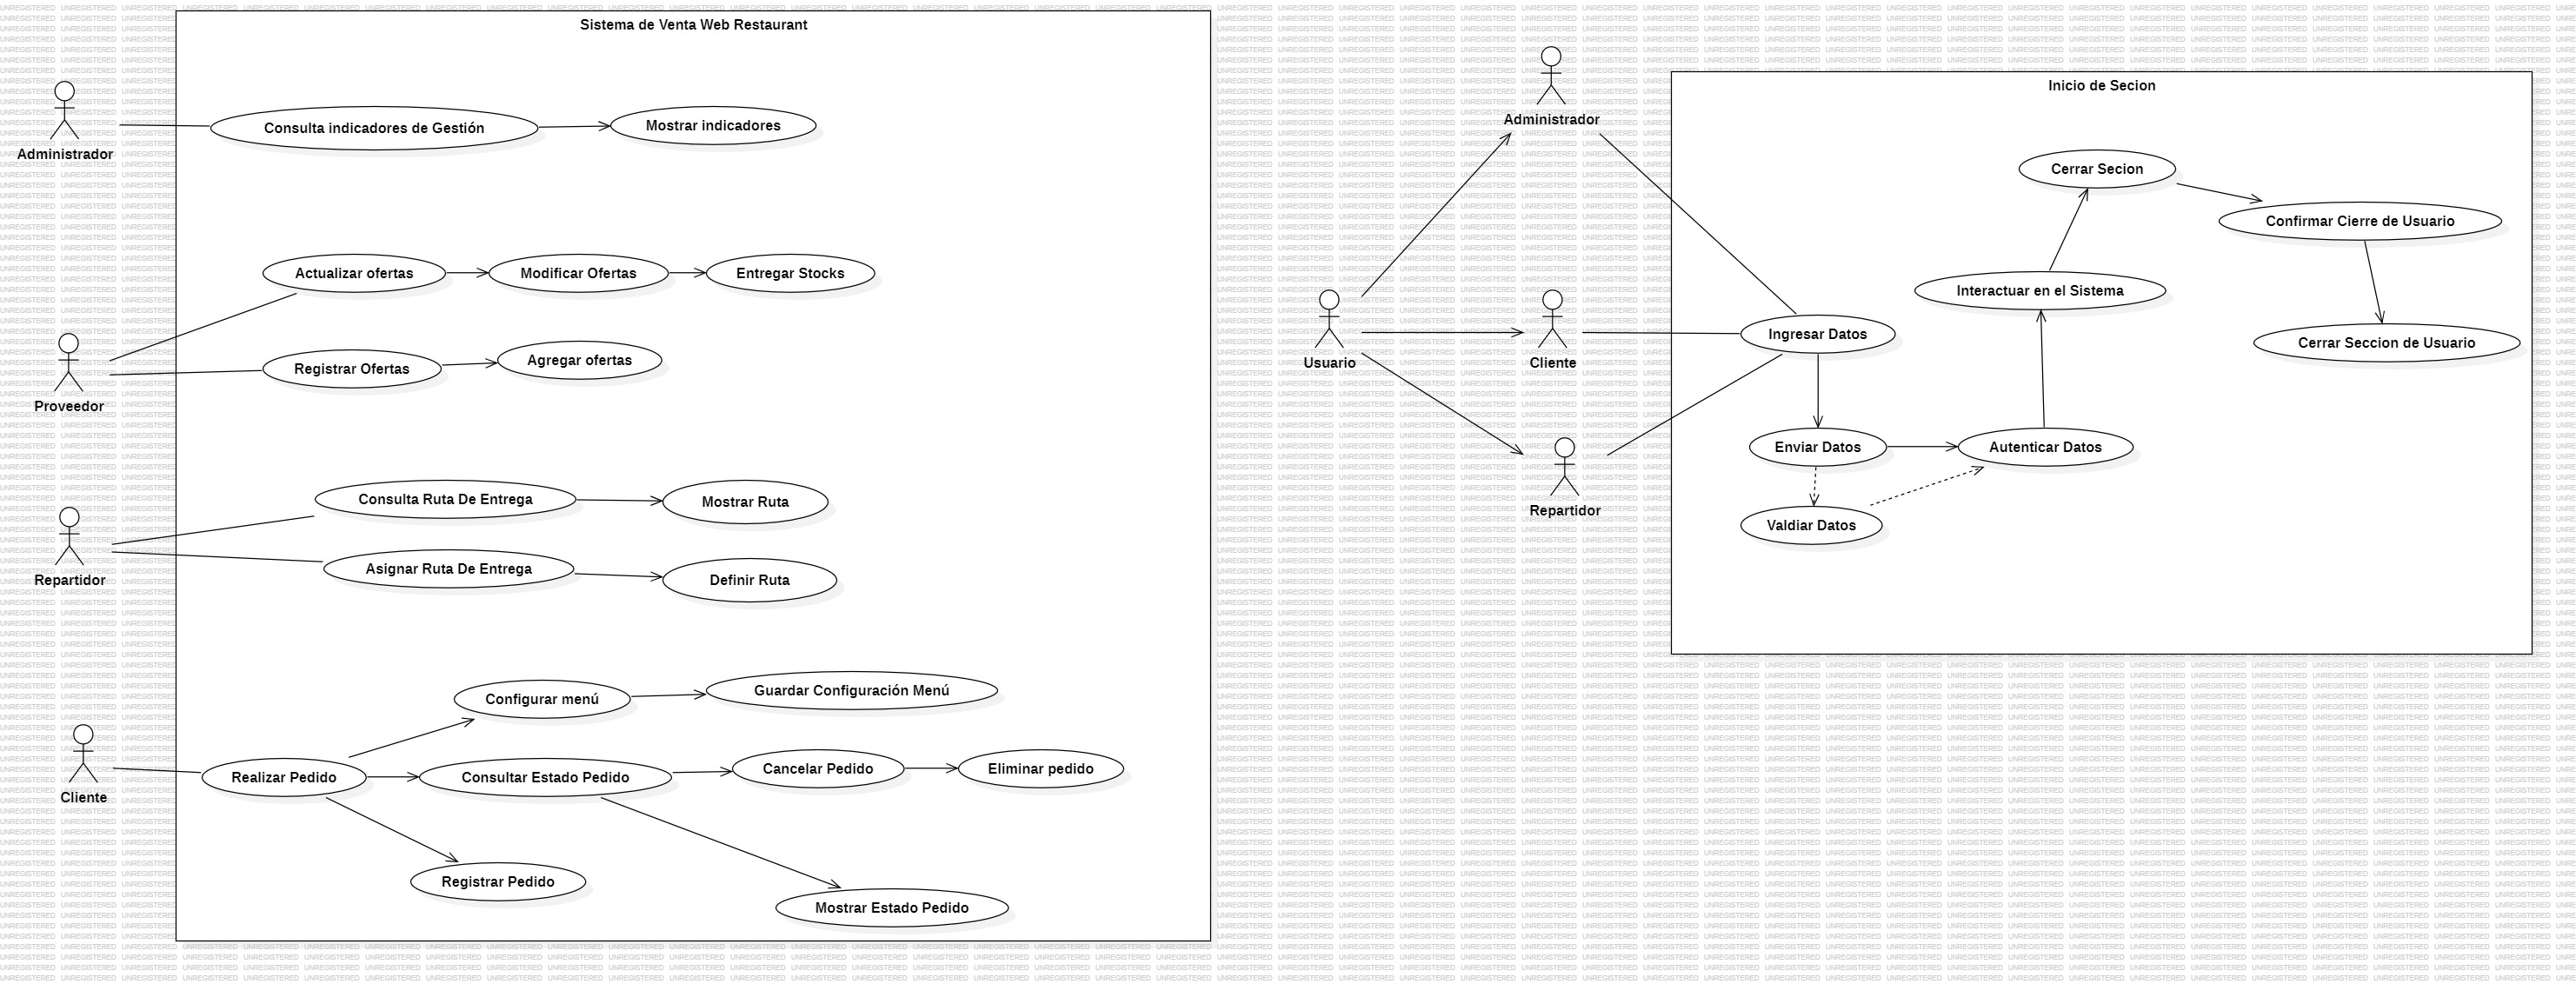 Sistema de Venta Web Restaurant
Administrador
Consulta indicadores de Gestión
Mostrar indicadores
Actualizar ofertas
Modificar Ofertas
Entregar Stocks
Proveedor
Registrar Ofertas
Agregar ofertas
Consulta Ruta De Entrega
Mostrar Ruta
Repartidor
Asignar Ruta De Entrega
Definir Ruta
Configurar menú
Guardar Configuración Menú
Cliente
Realizar Pedido
Consultar Estado Pedido
Cancelar Pedido
Eliminar pedido
Registrar Pedido
Mostrar Estado Pedido
Inicio de Secion
Administrador
Usuario
Cliente
Repartidor
Cerrar Secion
Confirmar Cierre de Usuario
Interactuar en el Sistema
Cerrar Seccion de Usuario
Ingresar Datos
Enviar Datos
Autenticar Datos
Valdiar Datos
UNREGISTERED